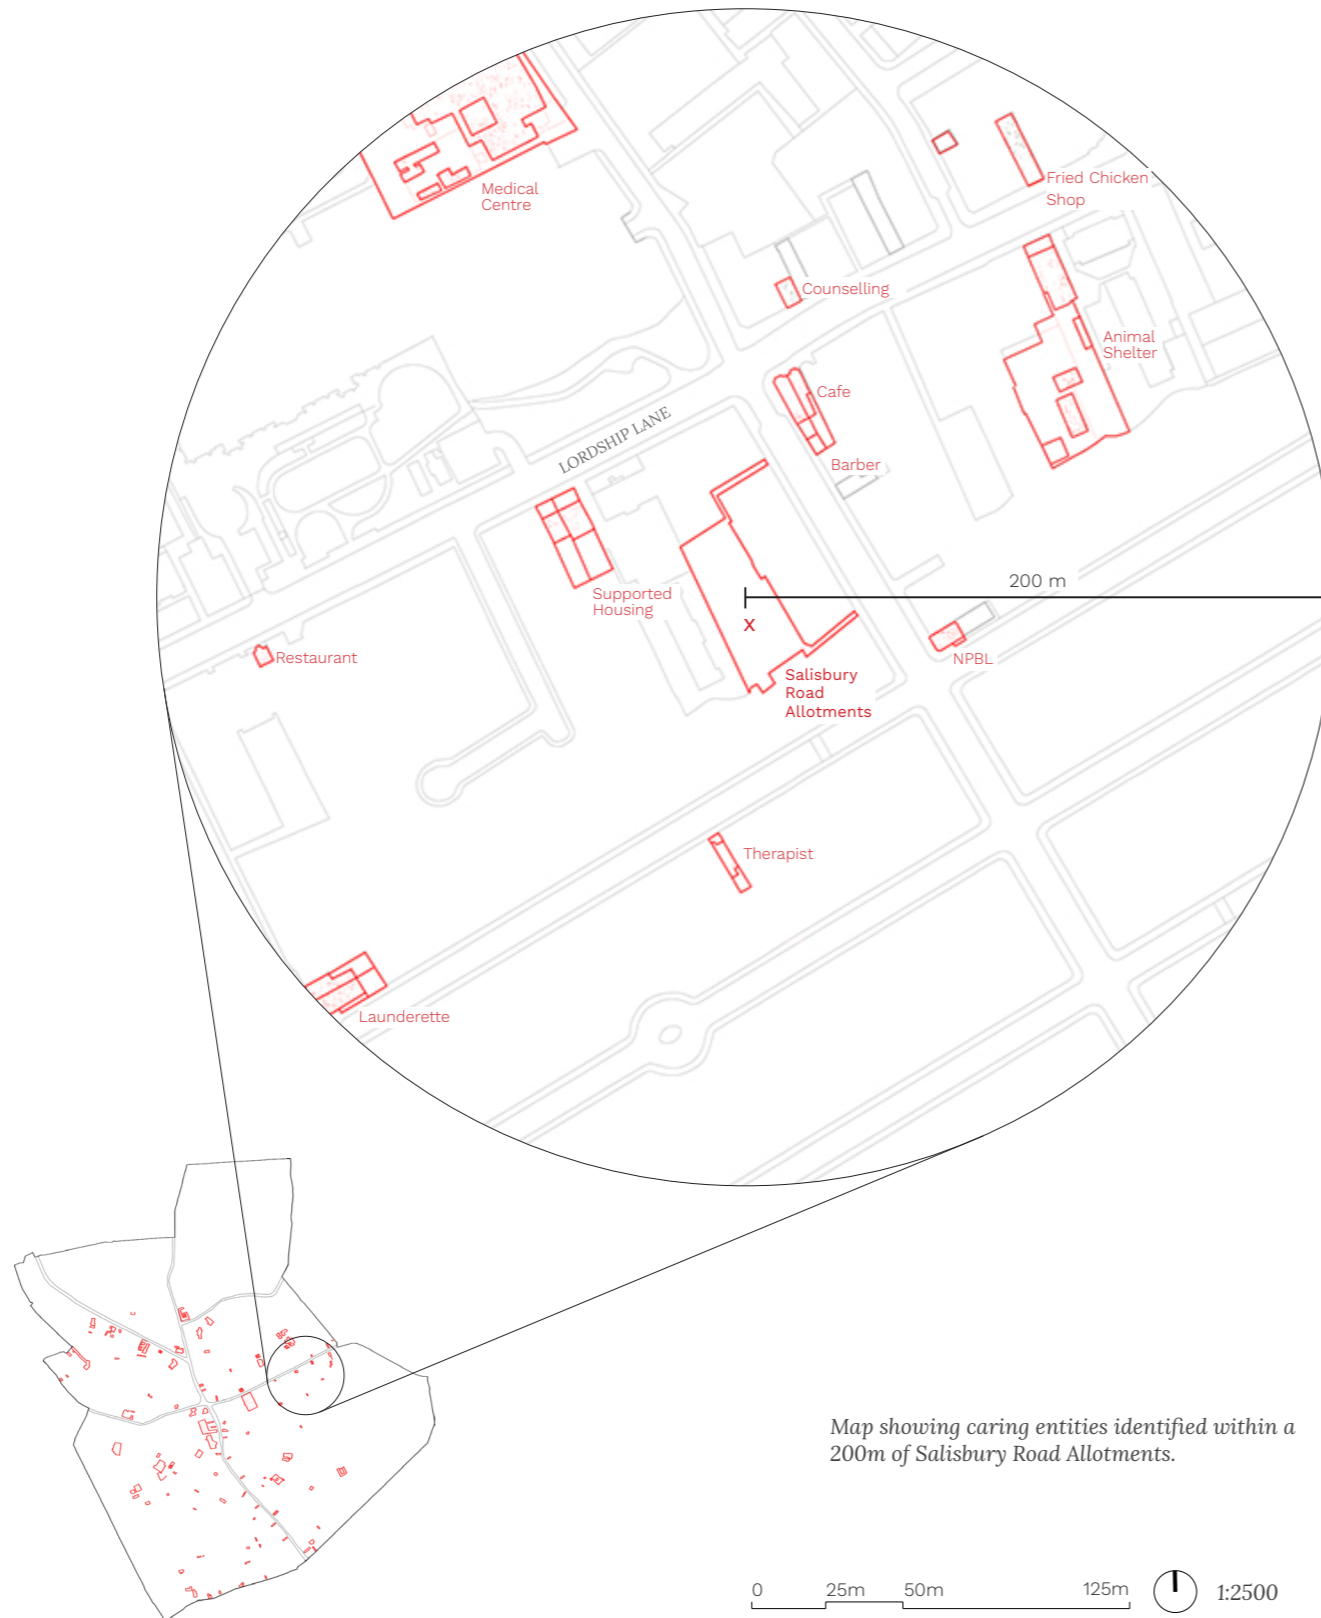 Medical
Centre
Fried Chicken
Shop
Counselling
Animal
Shelter
Cafe
LORDSHIP LANE
Barber
200 m
Supported
Housing
X
Restaurant
NPBL
Salisbury
Road
Allotments
Therapist
Launderette
Map showing caring entities identified within a
200m of Salisbury Road Allotments.
0 25m 50m 125m 1:2500